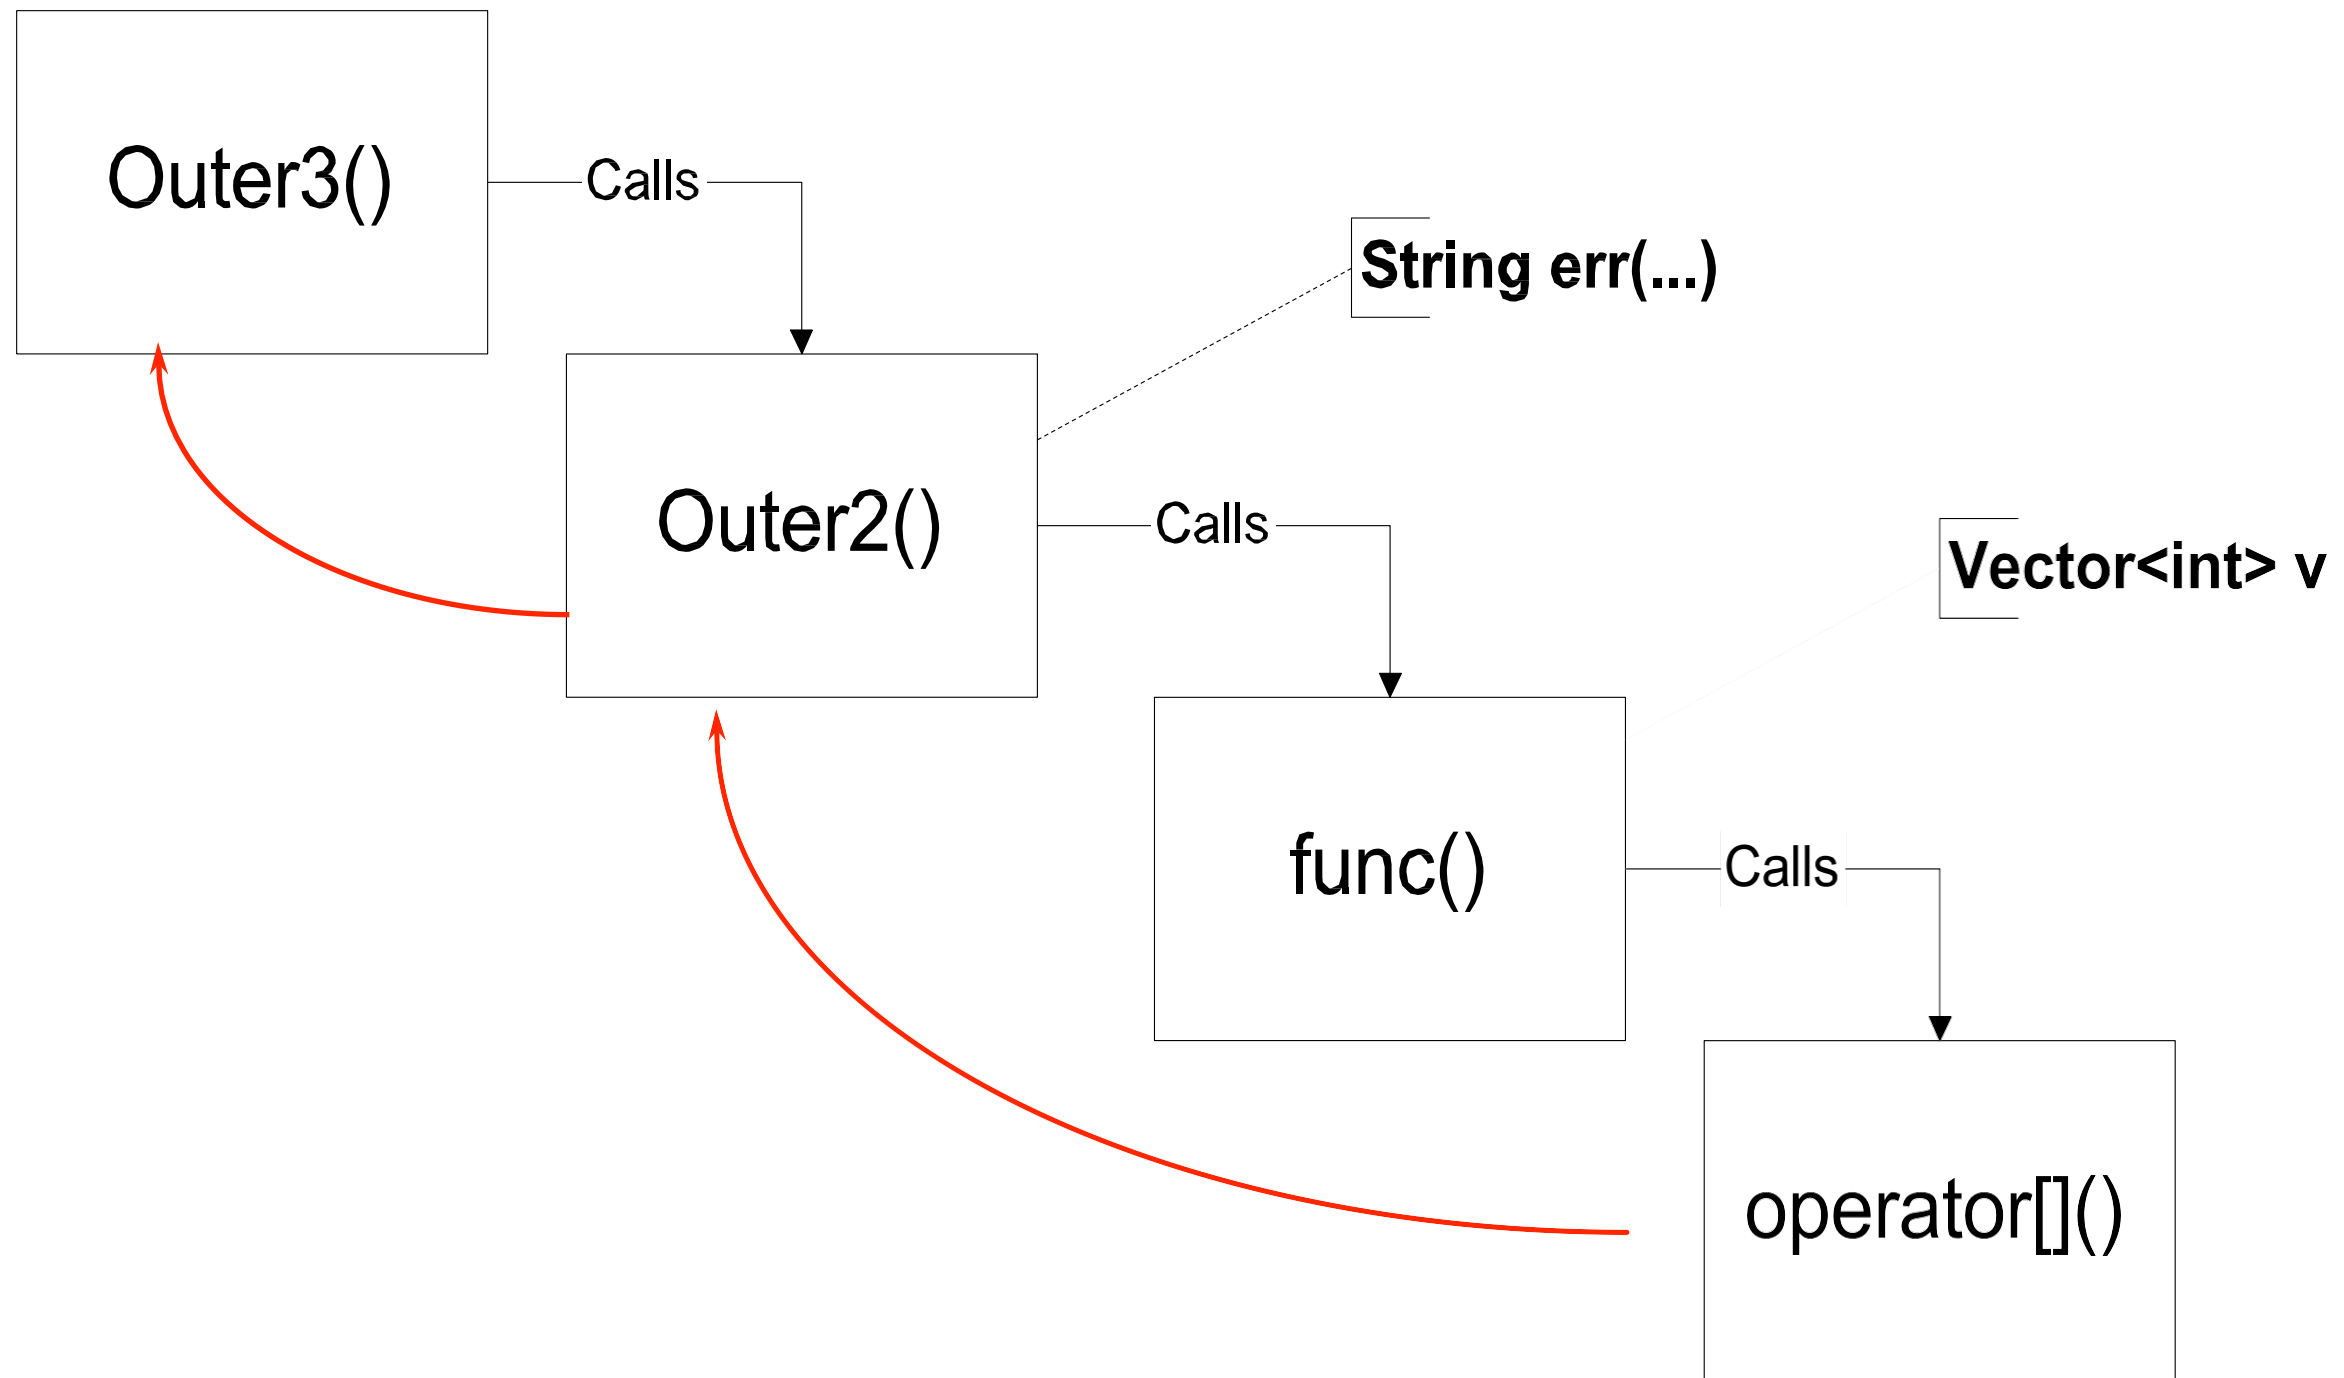 Outer3()
Calls
String err(...)
Outer2()
Calls
Vector<int> v
func()
Calls
operator[]()